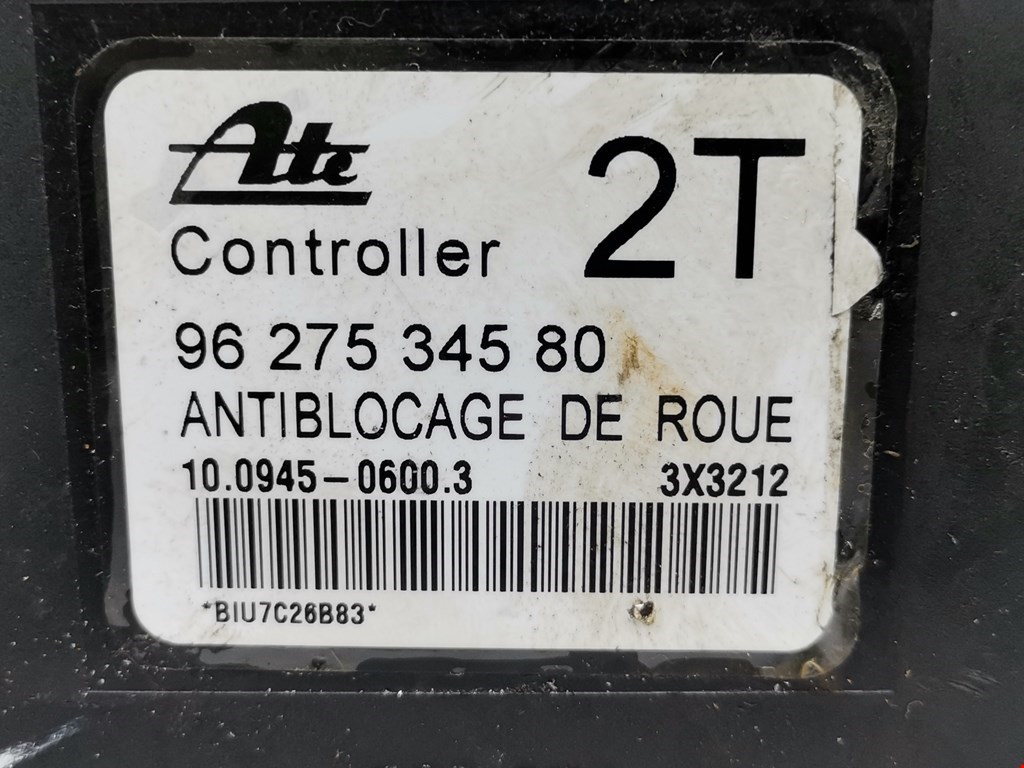 Ate
2T
Controller
96 275 345 80
ANTIBLOCAGE DE ROUE
10.0945-0600.3 3X3212
*BIU7C26B83*